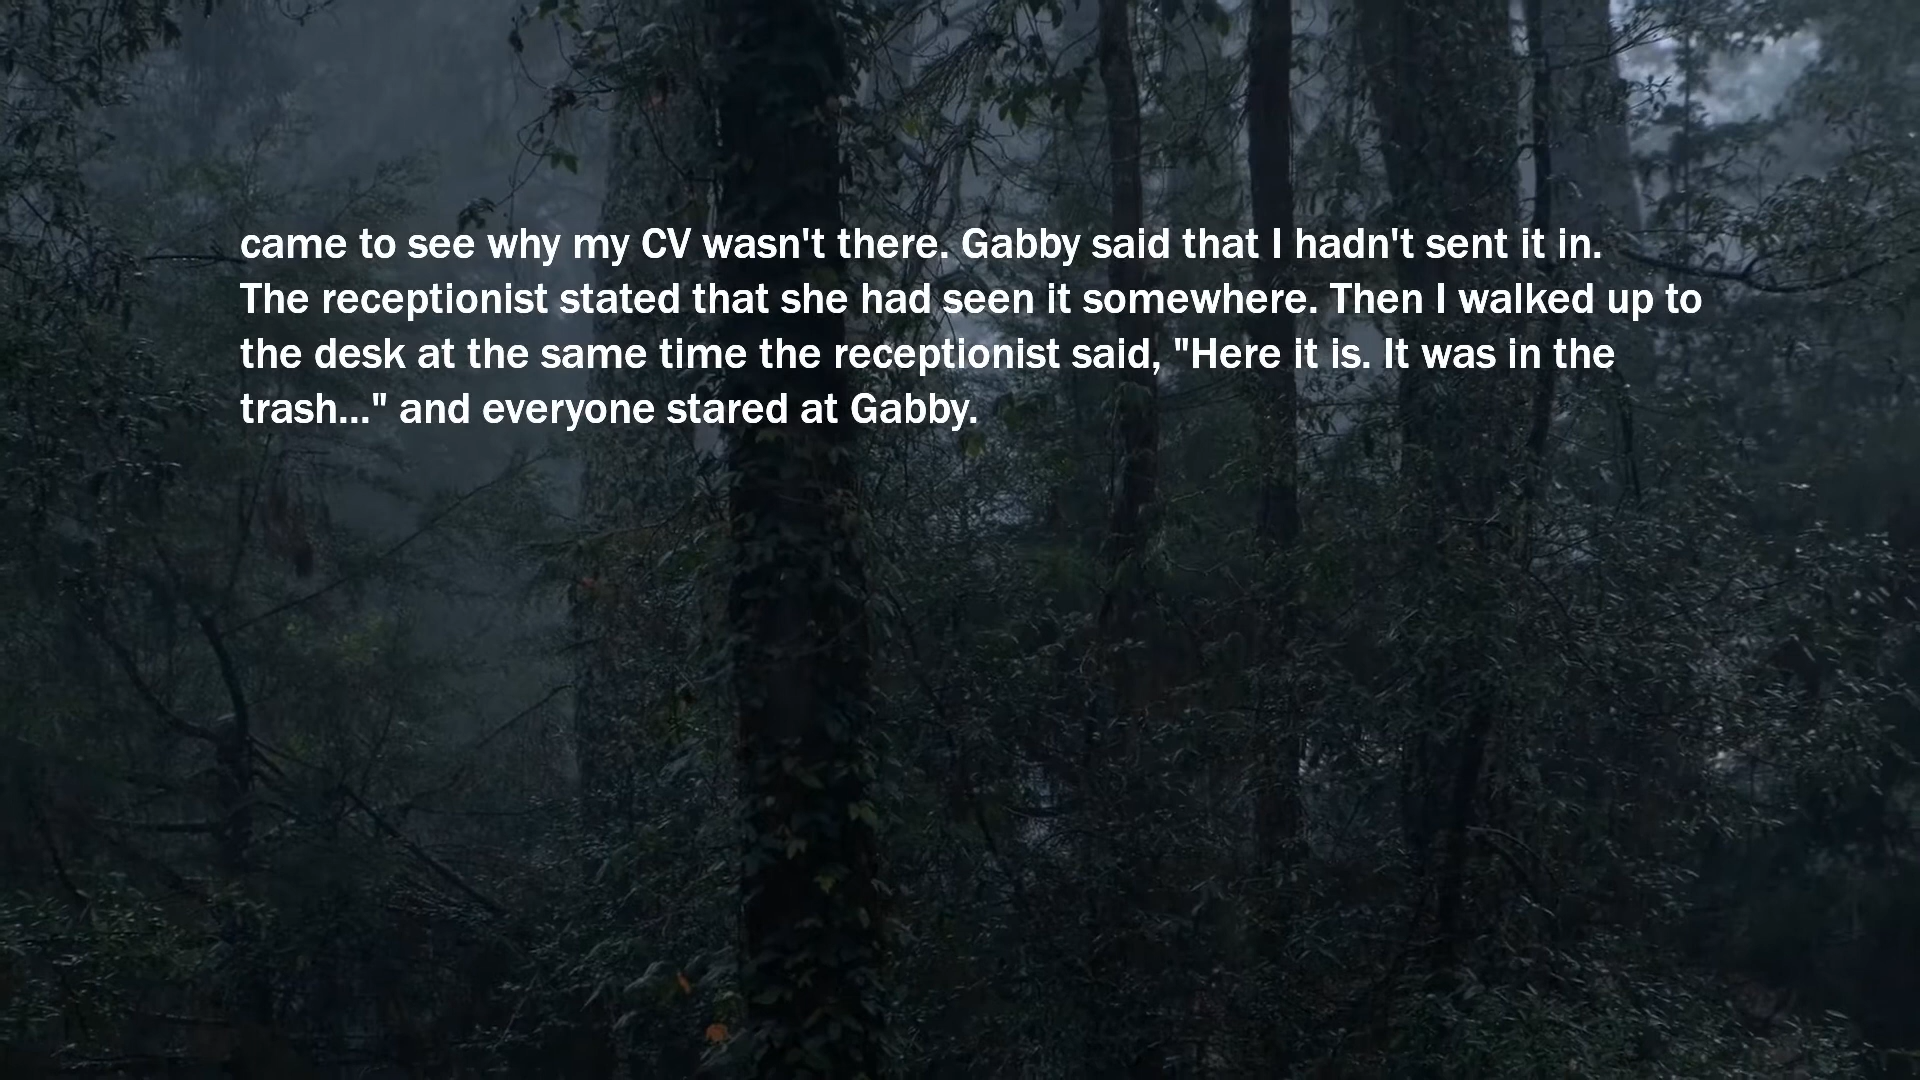 came to see why my CV wasn't there. Gabby said that I hadn't sent it in.
The receptionist stated that she had seen it somewhere. Then I walked up to
the desk at the same time the receptionist said, "Here it is. It was in the
trash..." and everyone stared at Gabby.